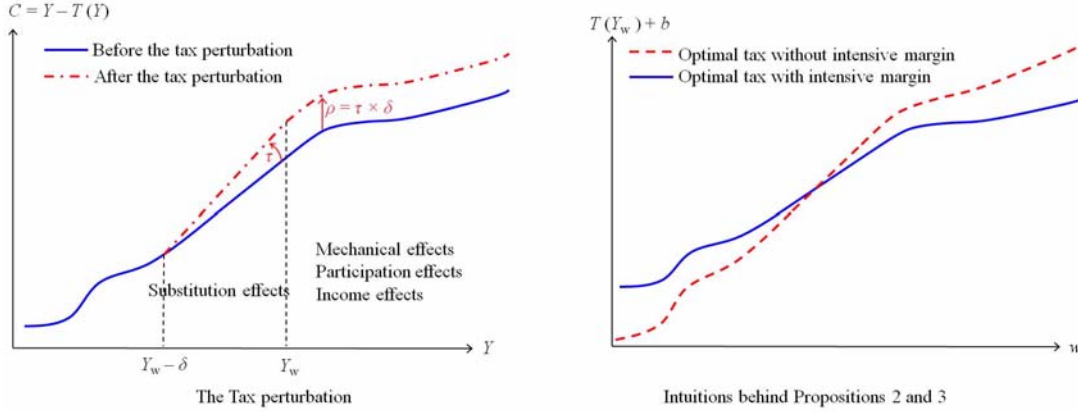 C = Y – T (Y)
Before the tax perturbation
After the tax perturbation
ρ = τ × δ
τ
Mechanical effects
Participation effects
Substitution effects
Income effects
Y
Y_w – δ
Y_w
The Tax perturbation
T (Y_w) + b
Optimal tax without intensive margin
Optimal tax with intensive margin
w
Intuitions behind Propositions 2 and 3